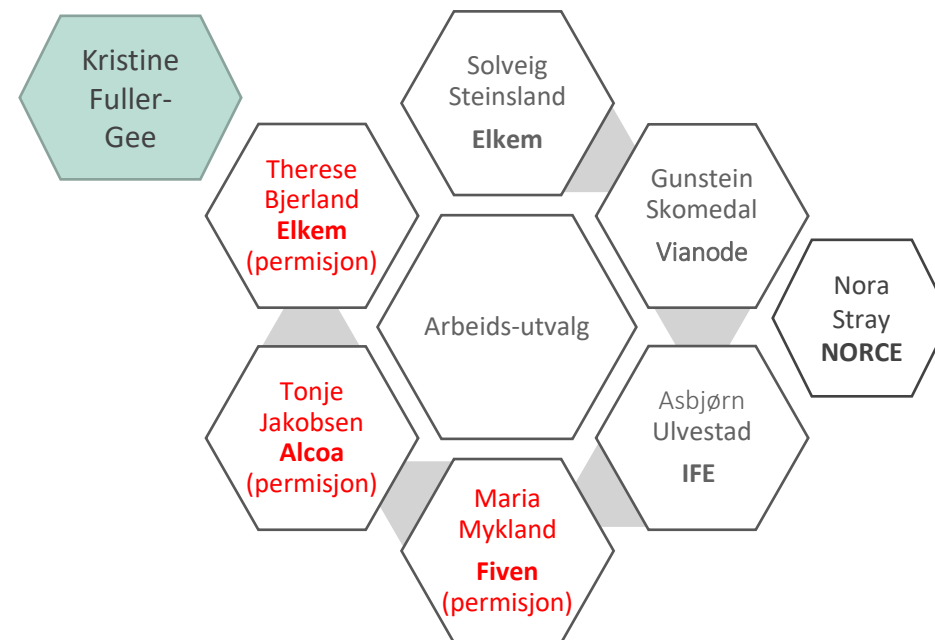 Kristine
Fuller-
Gee
Solveig
Steinsland
Elkem
Therese
Bjerland
Elkem
(permisjon)
Gunstein
Skomedal
Vianode
Nora
Stray
NORCE
Arbeids-utvalg
Tonje
Jakobsen
Alcoa
(permisjon)
Asbjørn
Ulvestad
IFE
Maria
Mykland
Fiven
(permisjon)